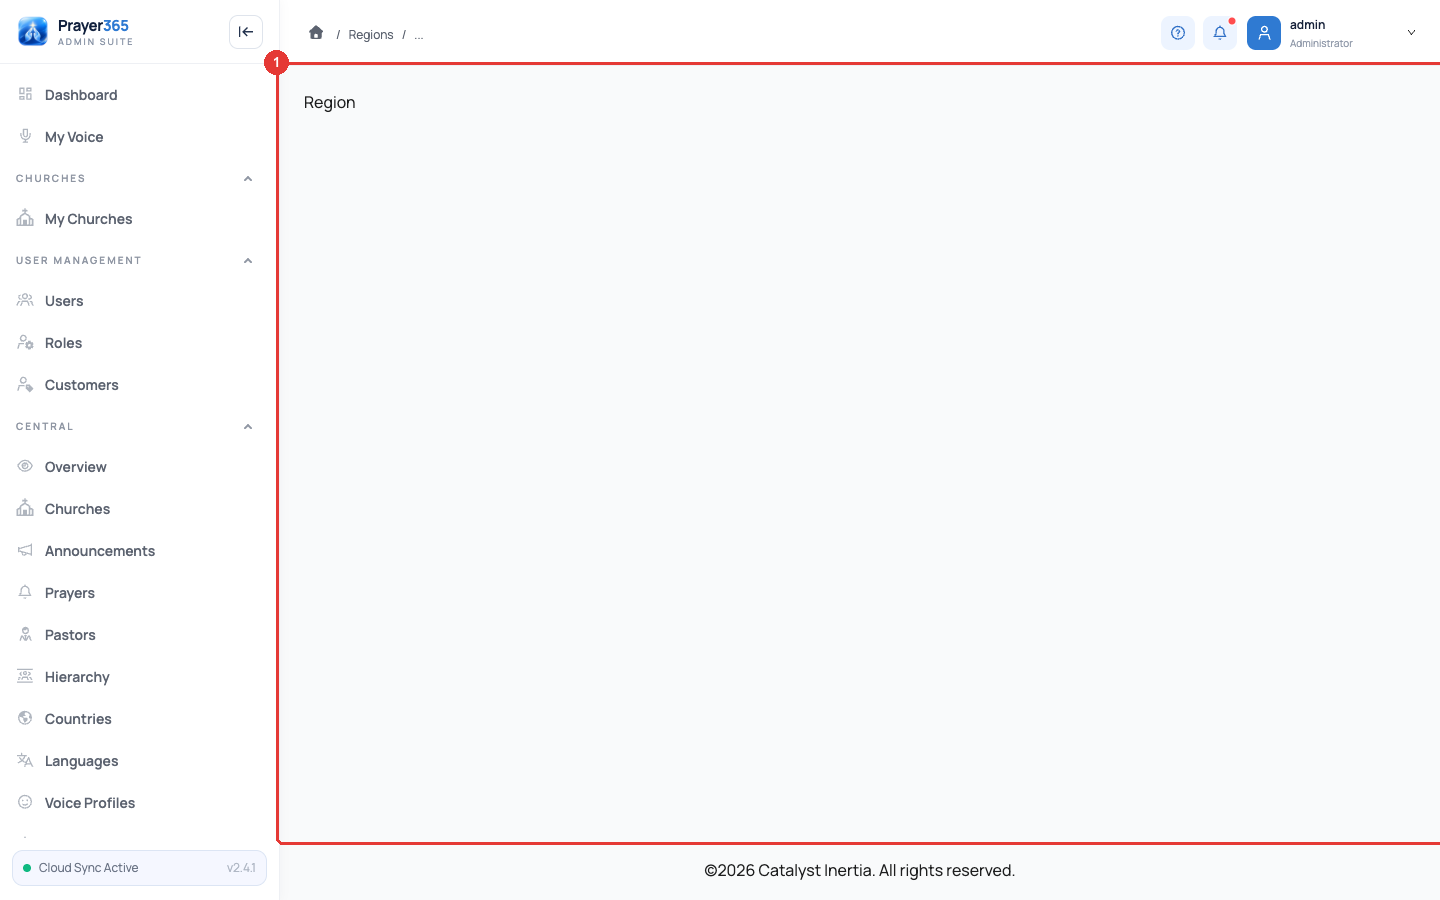 Prayer365
ADMIN SUITE
/ Regions / ...
admin
Administrator
1
Dashboard
My Voice
CHURCHES
My Churches
USER MANAGEMENT
Users
Roles
Customers
CENTRAL
Overview
Churches
Announcements
Prayers
Pastors
Hierarchy
Countries
Languages
Voice Profiles
Cloud Sync Active v2.4.1
Region
©2026 Catalyst Inertia. All rights reserved.